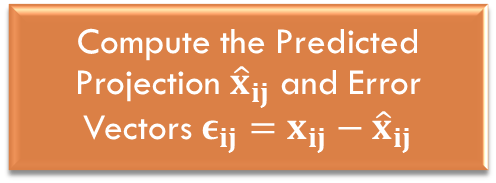 Compute the Predicted
Projection x̂ᵢⱼ and Error
Vectors ϵᵢⱼ = xᵢⱼ − x̂ᵢⱼ